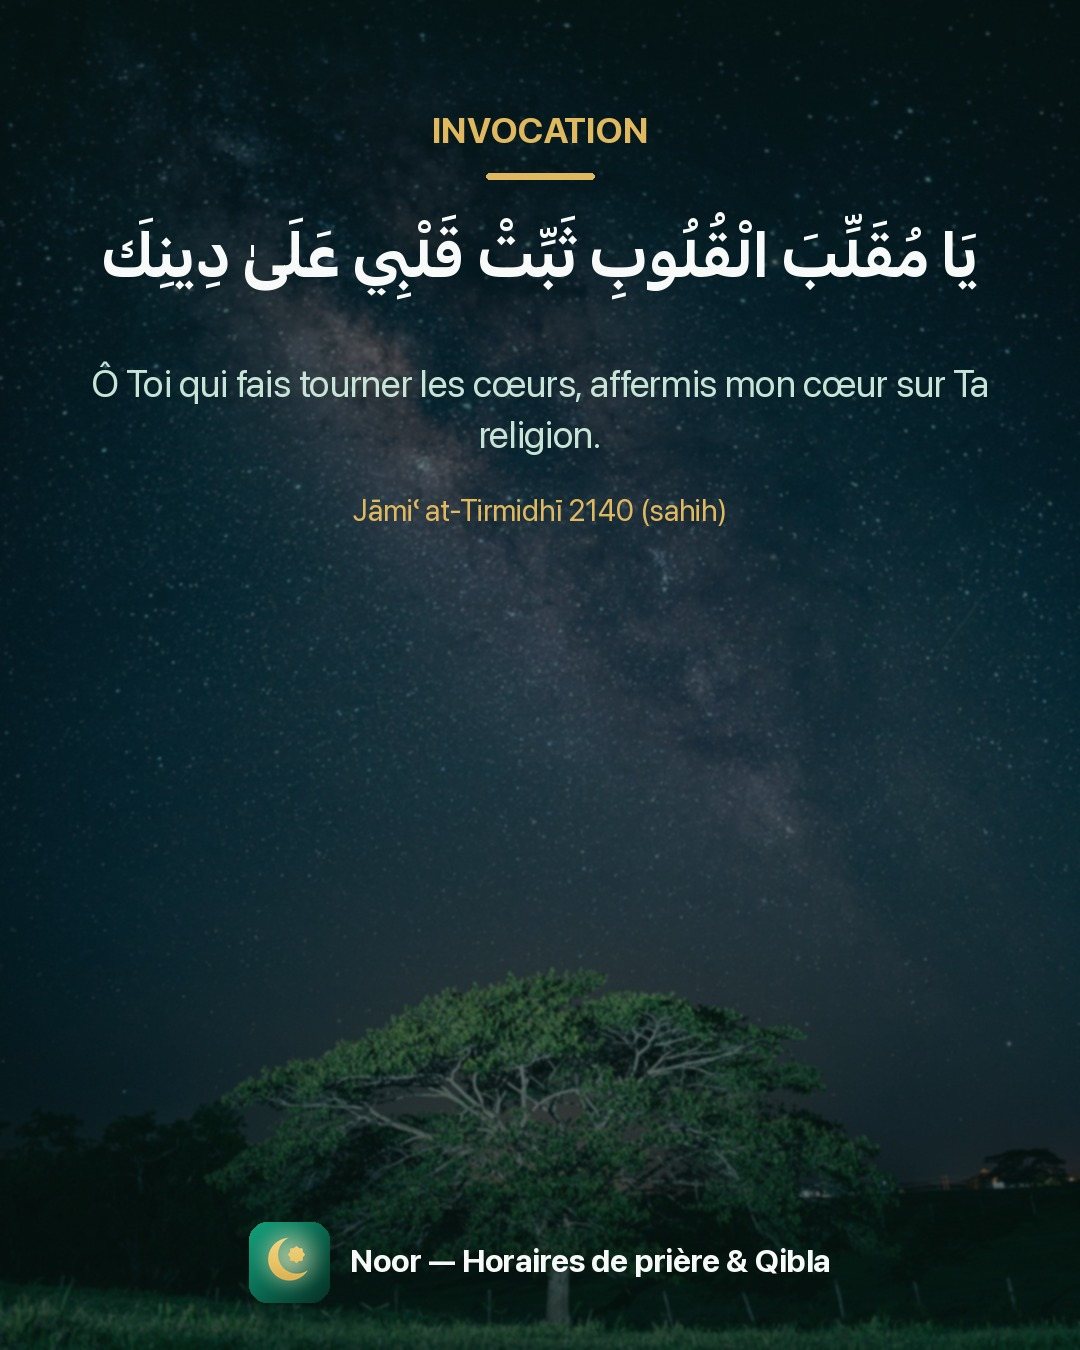 INVOCATION
يَا مُقَلِّبَ الْقُلُوبِ ثَبِّتْ قَلْبِي عَلَىٰ دِينِكَ
Ô Toi qui fais tourner les cœurs, affermis mon cœur sur Ta
religion.
Jāmiʿ at-Tirmidhī 2140 (sahih)
Noor — Horaires de prière & Qibla